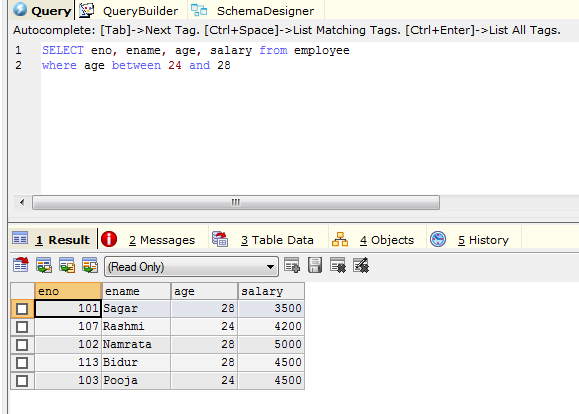 Query QueryBuilder SchemaDesigner
Autocomplete: [Tab]->Next Tag. [Ctrl+Space]->List Matching Tags. [Ctrl+Enter]->List All Tags.
1 SELECT eno, ename, age, salary from employee
2 where age between 24 and 28
1 Result 2 Messages 3 Table Data 4 Objects 5 History
(Read Only)
eno ename age salary
101 Sagar 28 3500
107 Rashmi 24 4200
102 Namrata 28 5000
113 Bidur 28 4500
103 Pooja 24 4500